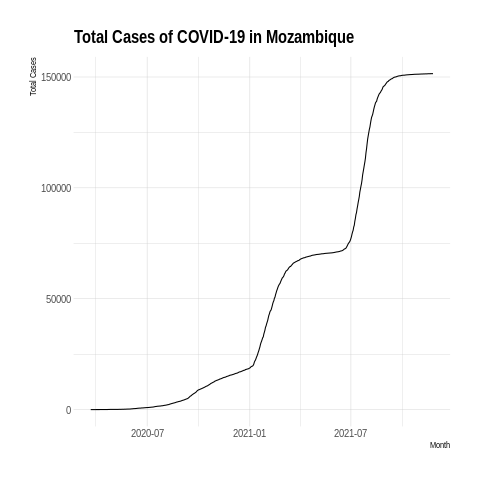 Total Cases of COVID-19 in Mozambique
Total Cases
150000
100000
50000
0
2020-07
2021-01
2021-07
Month